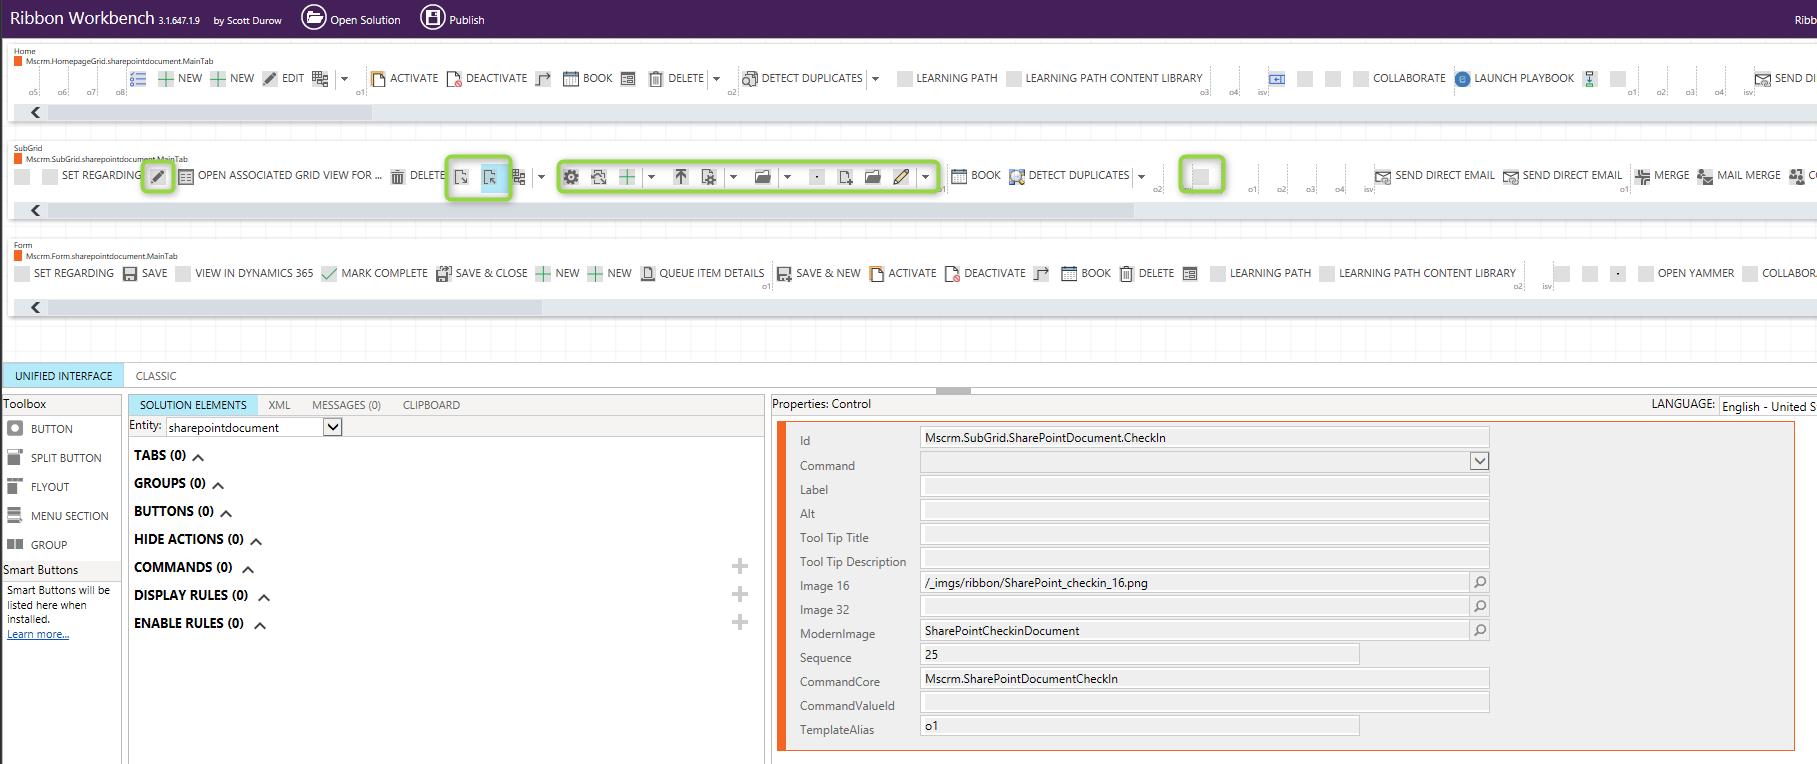 Ribbon Workbench 3.1.647.1.9 by Scott Durow Open Solution Publish Ribb
Home
Mscrm.HomepageGrid.sharepointdocument.MainTab
NEW NEW EDIT ACTIVATE DEACTIVATE BOOK DELETE DETECT DUPLICATES LEARNING PATH LEARNING PATH CONTENT LIBRARY COLLABORATE LAUNCH PLAYBOOK SEND DI
o5 o6 o7 o8 o1 o2 o3 o4 isv o1 o2 o3 o4 isv
SubGrid
Mscrm.SubGrid.sharepointdocument.MainTab
SET REGARDING OPEN ASSOCIATED GRID VIEW FOR ... DELETE BOOK DETECT DUPLICATES SEND DIRECT EMAIL SEND DIRECT EMAIL MERGE MAIL MERGE CO
o2 o1 o2 o3 o4 isv o1
Form
Mscrm.Form.sharepointdocument.MainTab
SET REGARDING SAVE VIEW IN DYNAMICS 365 MARK COMPLETE SAVE & CLOSE NEW NEW QUEUE ITEM DETAILS SAVE & NEW ACTIVATE DEACTIVATE BOOK DELETE LEARNING PATH LEARNING PATH CONTENT LIBRARY OPEN YAMMER COLLABORA
o1 o2 isv
UNIFIED INTERFACE CLASSIC
Toolbox
BUTTON
SPLIT BUTTON
FLYOUT
MENU SECTION
GROUP
Smart Buttons
Smart Buttons will be
listed here when
installed.
Learn more...
SOLUTION ELEMENTS XML MESSAGES (0) CLIPBOARD
Entity: sharepointdocument
TABS (0)
GROUPS (0)
BUTTONS (0)
HIDE ACTIONS (0)
COMMANDS (0)
DISPLAY RULES (0)
ENABLE RULES (0)
Properties: Control LANGUAGE: English - United S
Id Mscrm.SubGrid.SharePointDocument.CheckIn
Command
Label
Alt
Tool Tip Title
Tool Tip Description
Image 16 /_imgs/ribbon/SharePoint_checkin_16.png
Image 32
ModernImage SharePointCheckinDocument
Sequence 25
CommandCore Mscrm.SharePointDocumentCheckIn
CommandValueId
TemplateAlias o1